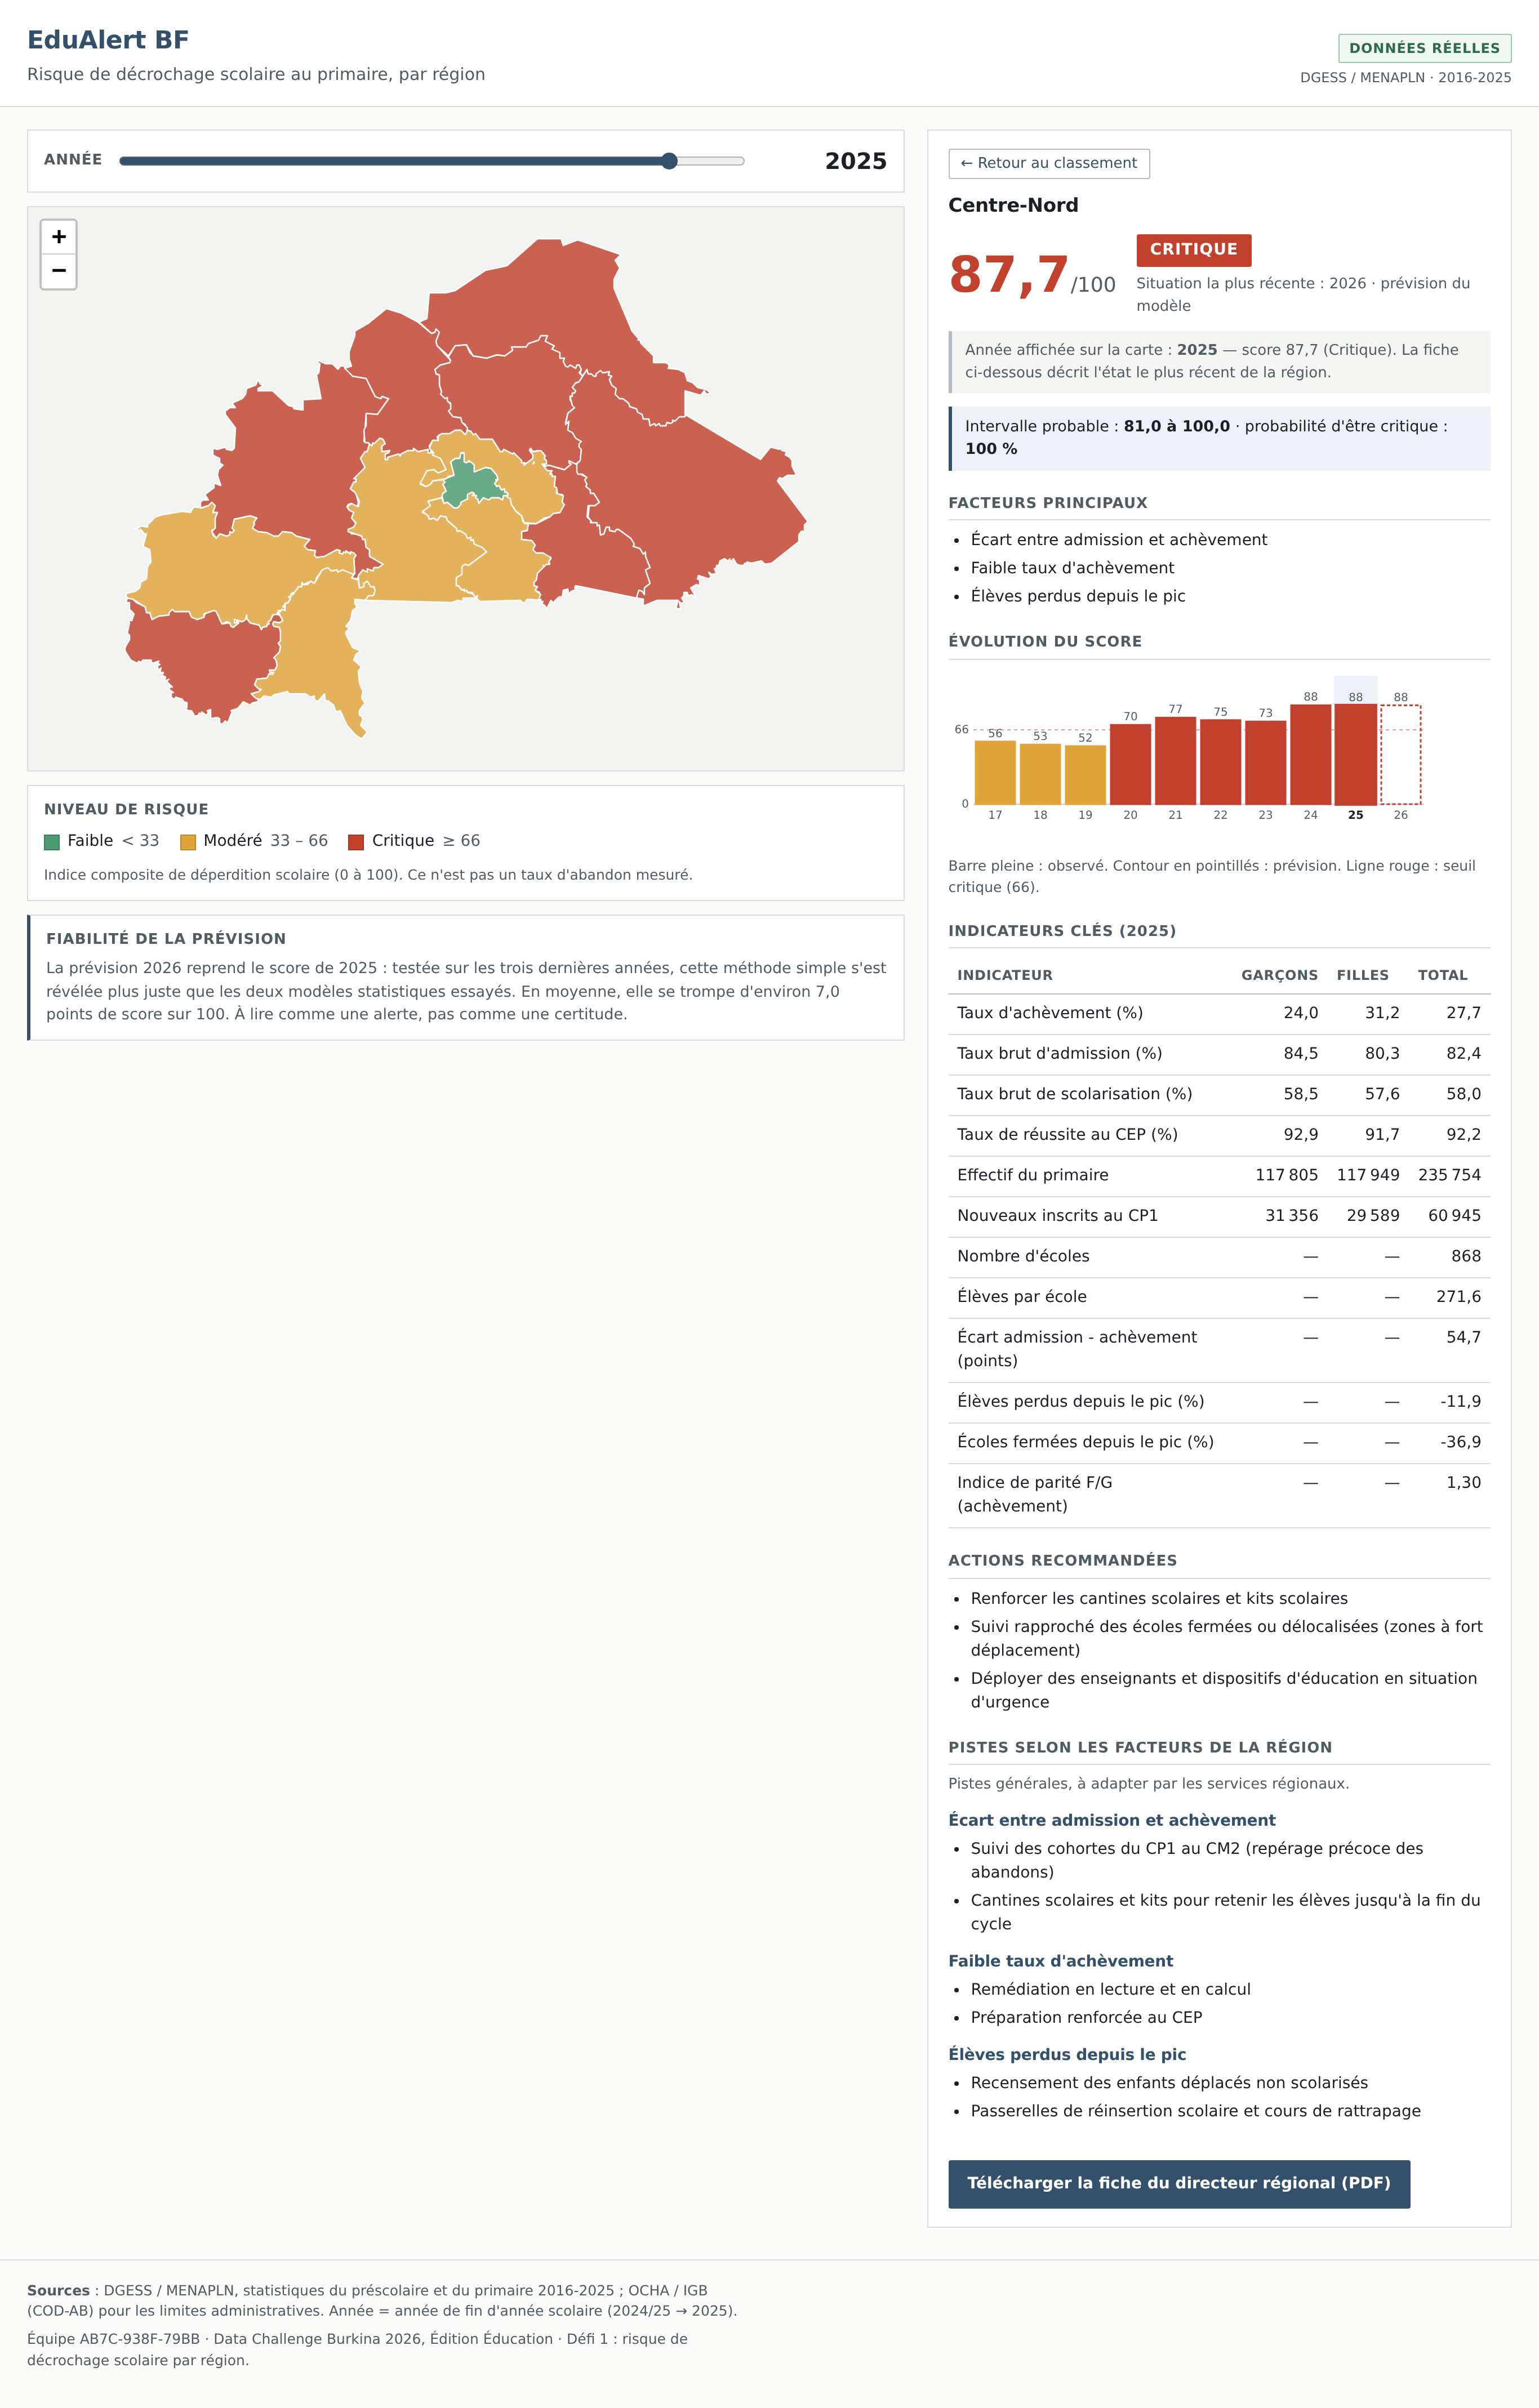 EduAlert BF
Risque de décrochage scolaire au primaire, par région
DONNÉES RÉELLES
DGESS / MENAPLN · 2016-2025
ANNÉE
2025
+
−
NIVEAU DE RISQUE
Faible < 33 Modéré 33 – 66 Critique ≥ 66
Indice composite de déperdition scolaire (0 à 100). Ce n'est pas un taux d'abandon mesuré.
FIABILITÉ DE LA PRÉVISION
La prévision 2026 reprend le score de 2025 : testée sur les trois dernières années, cette méthode simple s'est
révélée plus juste que les deux modèles statistiques essayés. En moyenne, elle se trompe d'environ 7,0
points de score sur 100. À lire comme une alerte, pas comme une certitude.
← Retour au classement
Centre-Nord
87,7/100
CRITIQUE
Situation la plus récente : 2026 · prévision du
modèle
Année affichée sur la carte : 2025 — score 87,7 (Critique). La fiche
ci-dessous décrit l'état le plus récent de la région.
Intervalle probable : 81,0 à 100,0 · probabilité d'être critique :
100 %
FACTEURS PRINCIPAUX
• Écart entre admission et achèvement
• Faible taux d'achèvement
• Élèves perdus depuis le pic
ÉVOLUTION DU SCORE
56 53 52 70 77 75 73 88 88 88
66
0
17 18 19 20 21 22 23 24 25 26
Barre pleine : observé. Contour en pointillés : prévision. Ligne rouge : seuil
critique (66).
INDICATEURS CLÉS (2025)
INDICATEUR GARÇONS FILLES TOTAL
Taux d'achèvement (%) 24,0 31,2 27,7
Taux brut d'admission (%) 84,5 80,3 82,4
Taux brut de scolarisation (%) 58,5 57,6 58,0
Taux de réussite au CEP (%) 92,9 91,7 92,2
Effectif du primaire 117 805 117 949 235 754
Nouveaux inscrits au CP1 31 356 29 589 60 945
Nombre d'écoles — — 868
Élèves par école — — 271,6
Écart admission - achèvement — — 54,7
(points)
Élèves perdus depuis le pic (%) — — -11,9
Écoles fermées depuis le pic (%) — — -36,9
Indice de parité F/G — — 1,30
(achèvement)
ACTIONS RECOMMANDÉES
• Renforcer les cantines scolaires et kits scolaires
• Suivi rapproché des écoles fermées ou délocalisées (zones à fort
déplacement)
• Déployer des enseignants et dispositifs d'éducation en situation
d'urgence
PISTES SELON LES FACTEURS DE LA RÉGION
Pistes générales, à adapter par les services régionaux.
Écart entre admission et achèvement
• Suivi des cohortes du CP1 au CM2 (repérage précoce des
abandons)
• Cantines scolaires et kits pour retenir les élèves jusqu'à la fin du
cycle
Faible taux d'achèvement
• Remédiation en lecture et en calcul
• Préparation renforcée au CEP
Élèves perdus depuis le pic
• Recensement des enfants déplacés non scolarisés
• Passerelles de réinsertion scolaire et cours de rattrapage
Télécharger la fiche du directeur régional (PDF)
Sources : DGESS / MENAPLN, statistiques du préscolaire et du primaire 2016-2025 ; OCHA / IGB
(COD-AB) pour les limites administratives. Année = année de fin d'année scolaire (2024/25 → 2025).
Équipe AB7C-938F-79BB · Data Challenge Burkina 2026, Édition Éducation · Défi 1 : risque de
décrochage scolaire par région.